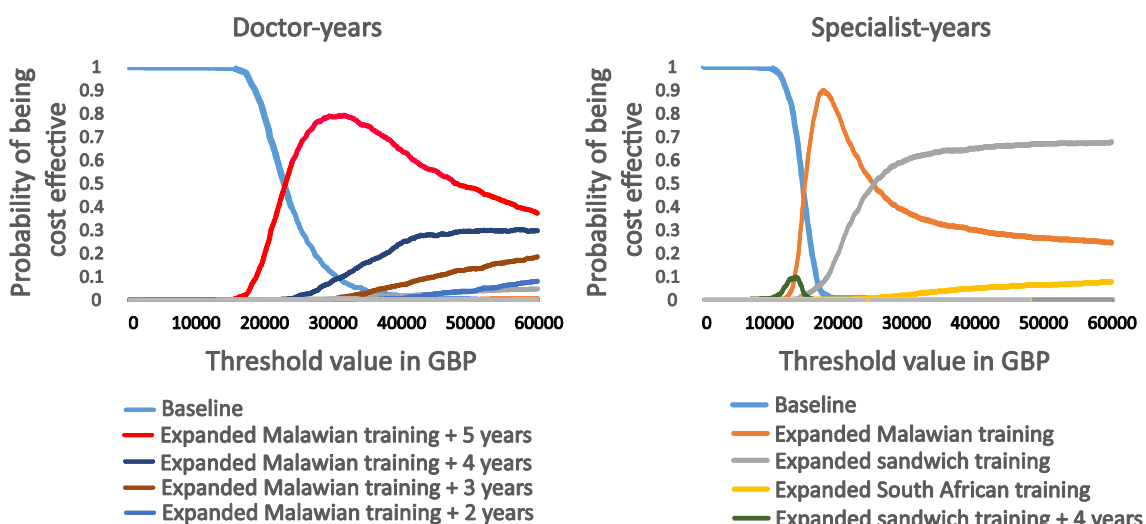 Doctor-years
Probability of being
cost effective
1
0.9
0.8
0.7
0.6
0.5
0.4
0.3
0.2
0.1
0
0 10000 20000 30000 40000 50000 60000
Threshold value in GBP
Baseline
Expanded Malawian training + 5 years
Expanded Malawian training + 4 years
Expanded Malawian training + 3 years
Expanded Malawian training + 2 years
Specialist-years
Probability of being
cost effective
1
0.9
0.8
0.7
0.6
0.5
0.4
0.3
0.2
0.1
0
0 10000 20000 30000 40000 50000 60000
Threshold value in GBP
Baseline
Expanded Malawian training
Expanded sandwich training
Expanded South African training
Expanded sandwich training + 4 years